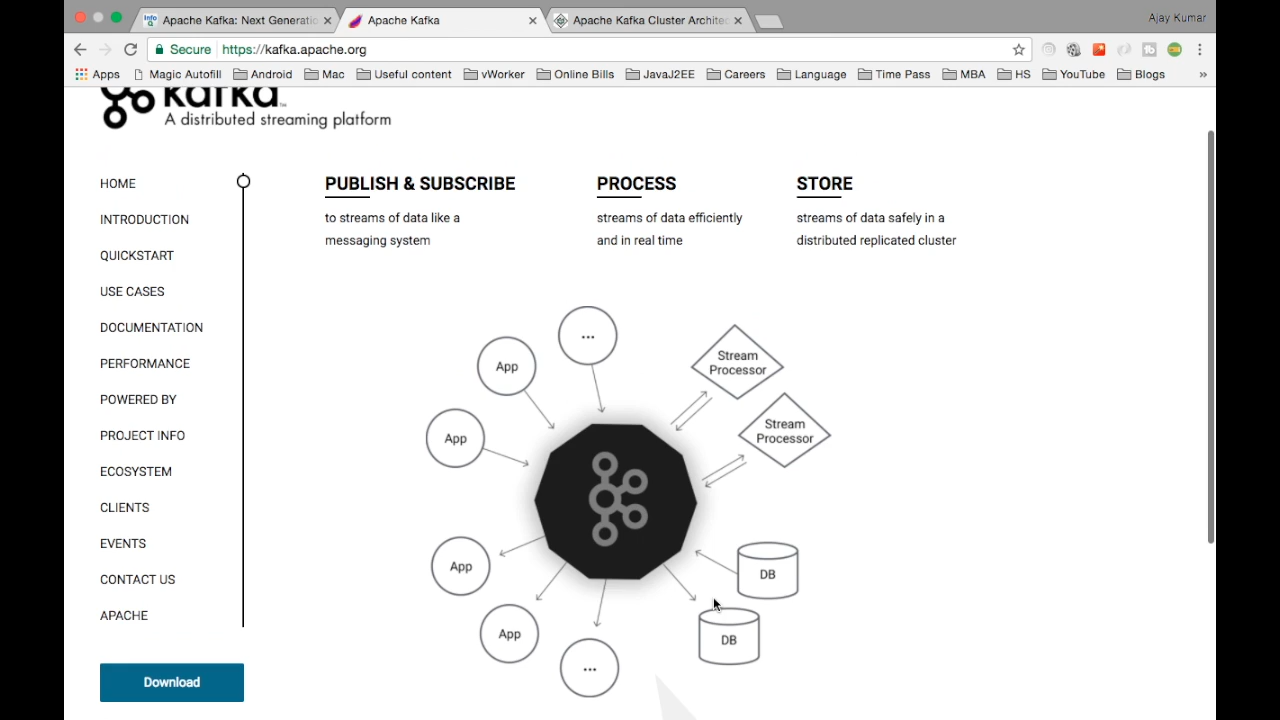 Apache Kafka: Next Generatio
Apache Kafka
Apache Kafka Cluster Architec
Ajay Kumar
Secure https://kafka.apache.org
Apps Magic Autofill Android Mac Useful content vWorker Online Bills JavaJ2EE Careers Language Time Pass MBA HS YouTube Blogs »
kafka
A distributed streaming platform
HOME
INTRODUCTION
QUICKSTART
USE CASES
DOCUMENTATION
PERFORMANCE
POWERED BY
PROJECT INFO
ECOSYSTEM
CLIENTS
EVENTS
CONTACT US
APACHE
Download
PUBLISH & SUBSCRIBE
to streams of data like a
messaging system
PROCESS
streams of data efficiently
and in real time
STORE
streams of data safely in a
distributed replicated cluster
...
App
App
Stream
Processor
Stream
Processor
App
App
...
DB
DB